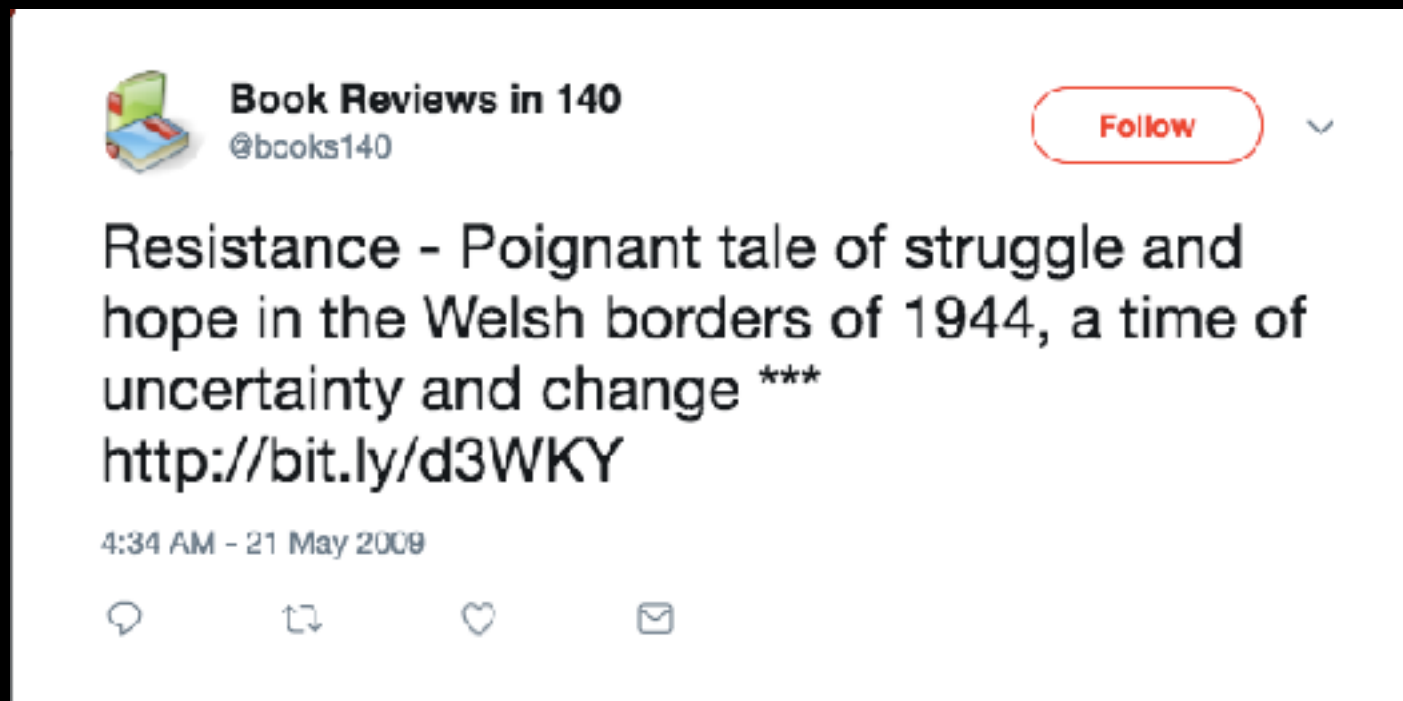 Book Reviews in 140
@books140
Follow
Resistance - Poignant tale of struggle and
hope in the Welsh borders of 1944, a time of
uncertainty and change ***
http://bit.ly/d3WKY
4:34 AM - 21 May 2009